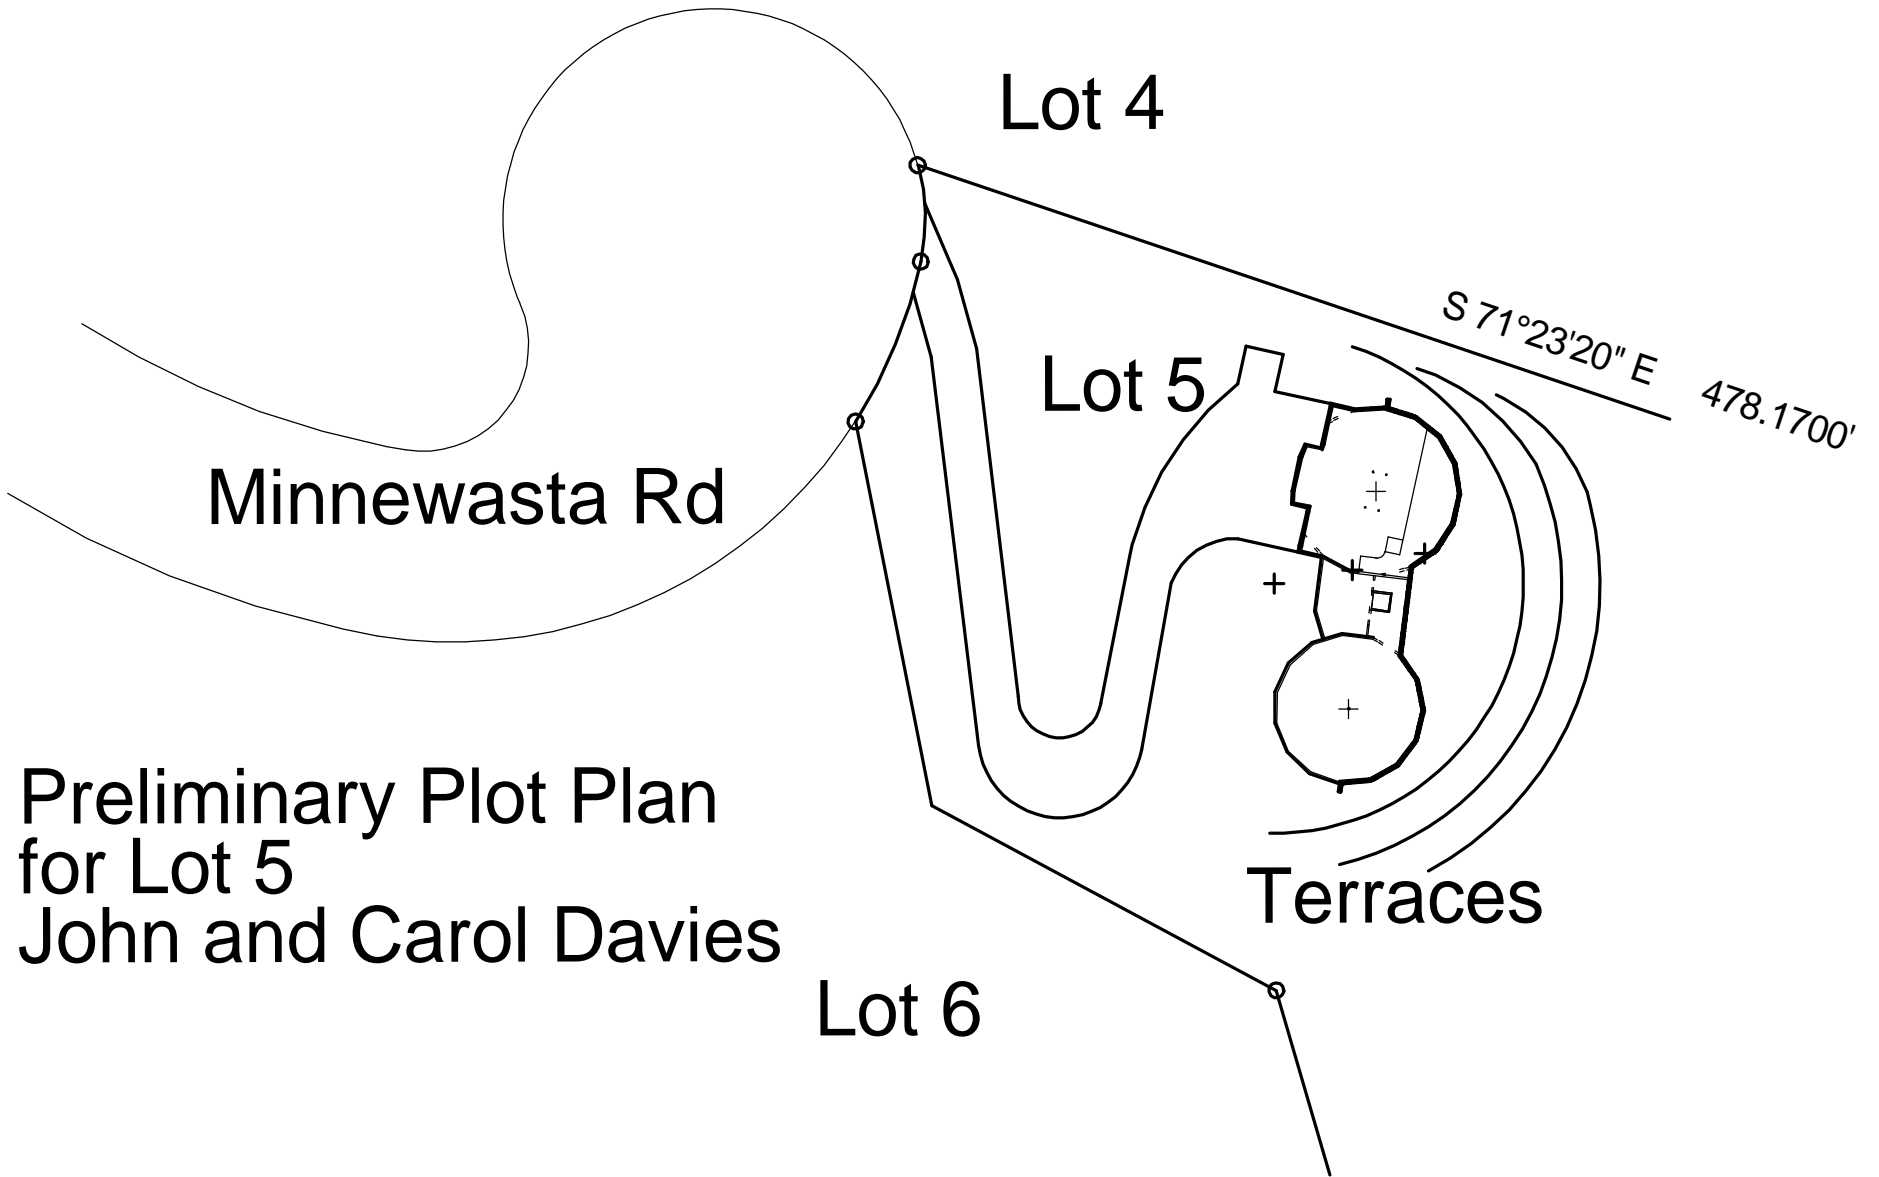 Lot 4
S 71°23'20" E 478.1700'
Lot 5
Minnewasta Rd
Preliminary Plot Plan
for Lot 5
John and Carol Davies
Terraces
Lot 6